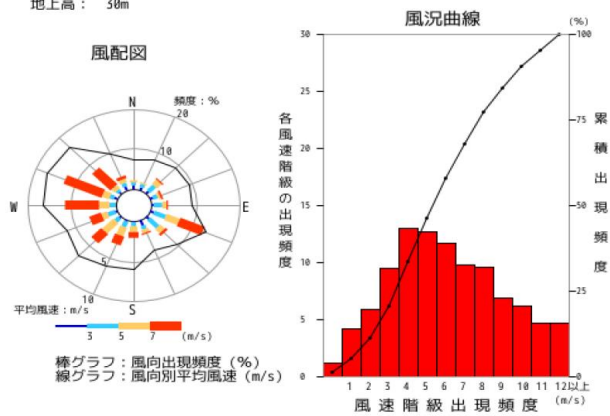 地上高： 30m
風配図
N
頻度：%
20
10
W
E
5
10
S
平均風速：m/s
3 5 7 (m/s)
棒グラフ：風向出現頻度 (%)
線グラフ：風向別平均風速 (m/s)
風況曲線
(%)
30
25
20
15
10
5
0
100
75
50
25
0
各風速階級の出現頻度
累積出現頻度
1 2 3 4 5 6 7 8 9 10 11 12以上
(m/s)
風速階級出現頻度